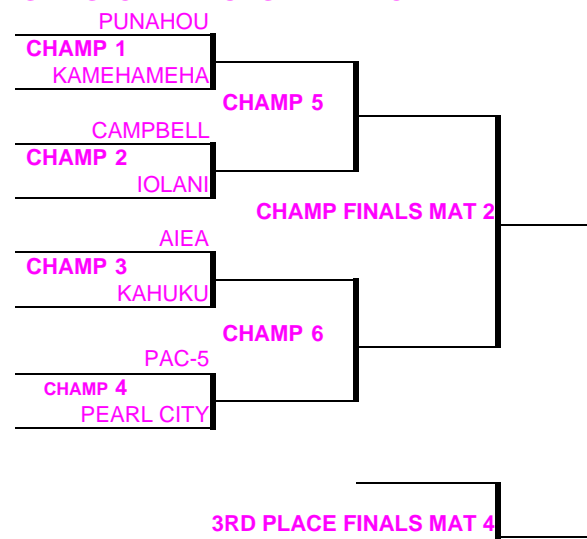 PUNAHOU
CHAMP 1
KAMEHAMEHA
CHAMP 5
CAMPBELL
CHAMP 2
IOLANI
CHAMP FINALS MAT 2
AIEA
CHAMP 3
KAHUKU
CHAMP 6
PAC-5
CHAMP 4
PEARL CITY
3RD PLACE FINALS MAT 4